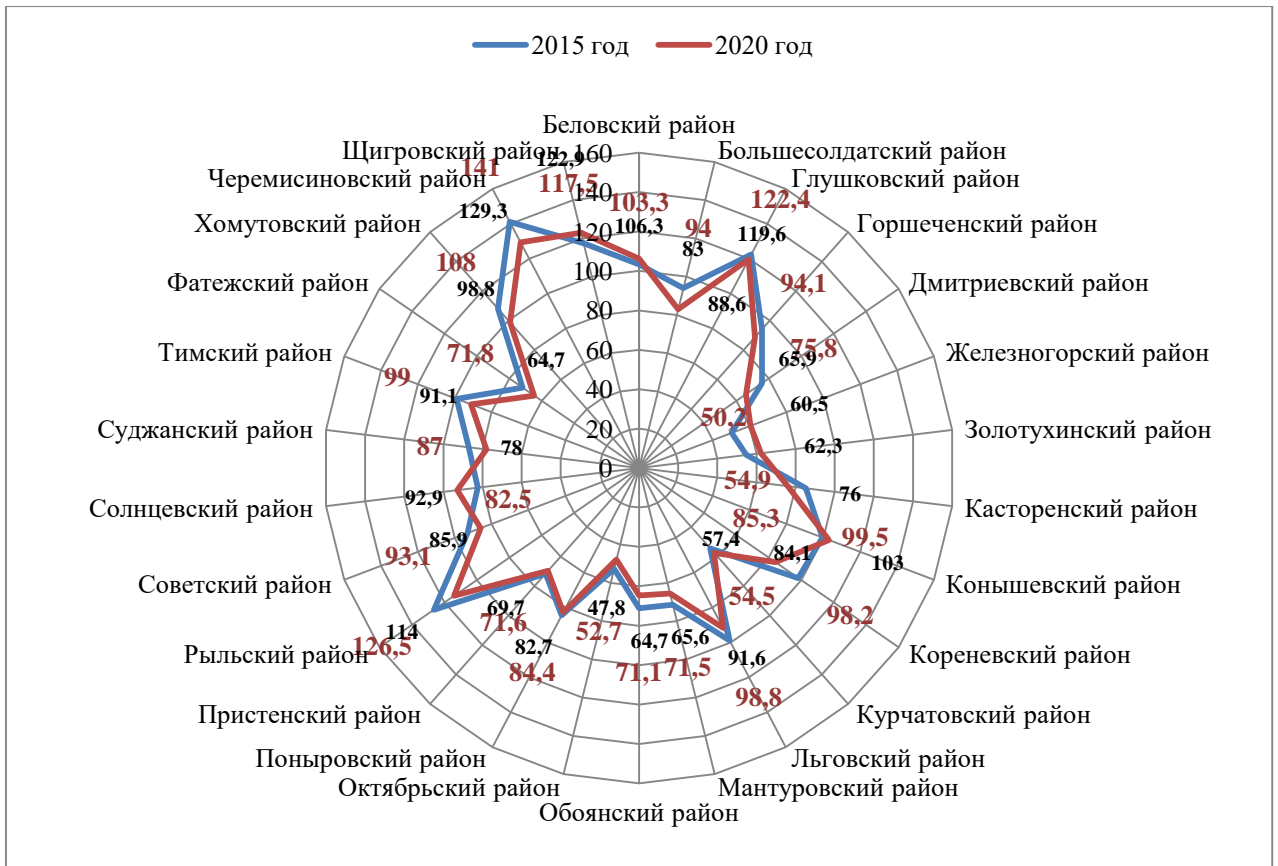 2015 год 2020 год
Беловский район
Щигровский район 122,9 160 Большесолдатский район
141
Черемисиновский район 117,5 140 Глушковский район
129,3 103,3 122,4
Хомутовский район 120 106,3 94 119,6 Горшеченский район
83
108 100 94,1
Фатежский район 98,8 88,6 Дмитриевский район
80
71,8 64,7 60 65,9 75,8
Тимский район Железногорский район
99 91,1 40 50,2 60,5
Суджанский район 87 78 20 62,3 Золотухинский район
0
54,9
Солнцевский район 92,9 82,5 76 Касторенский район
85,3
85,9 57,4 84,1 99,5
Советский район 93,1 103 Конышевский район
69,7 47,8 54,5
114 71,6 52,7 64,7 65,6 98,2
Рыльский район 126,5 82,7 91,6 Кореневский район
84,4 71,1 71,5
98,8
Пристенский район Курчатовский район
Поныровский район Льговский район
Октябрьский район Мантуровский район
Обоянский район